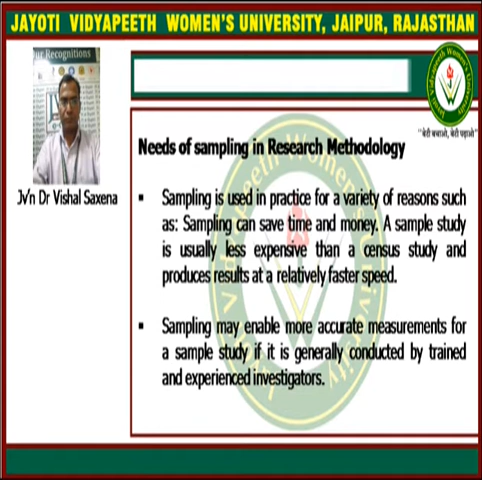 JAYOTI VIDYAPEETH WOMEN'S UNIVERSITY, JAIPUR, RAJASTHAN
ur Recognitions
"बेटी बचाओ, बेटी पढ़ाओ"
Jv'n Dr Vishal Saxena
Needs of sampling in Research Methodology
▪ Sampling is used in practice for a variety of reasons such
as: Sampling can save time and money. A sample study
is usually less expensive than a census study and
produces results at a relatively faster speed.
▪ Sampling may enable more accurate measurements for
a sample study if it is generally conducted by trained
and experienced investigators.